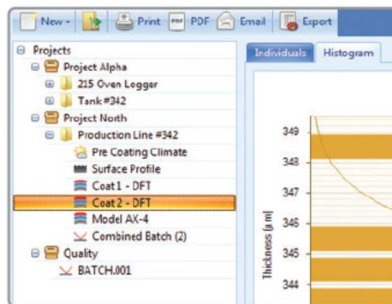 New Print PDF Email Export
Projects
Individuals Histogram
Project Alpha
215 Oven Logger
Tank #342
Project North
Production Line #342
Pre Coating Climate
Surface Profile
Coat 1 - DFT
Coat 2 - DFT
Model AX-4
Combined Batch (2)
Quality
BATCH.001
349
348
347
346
345
344
Thickness (µm)